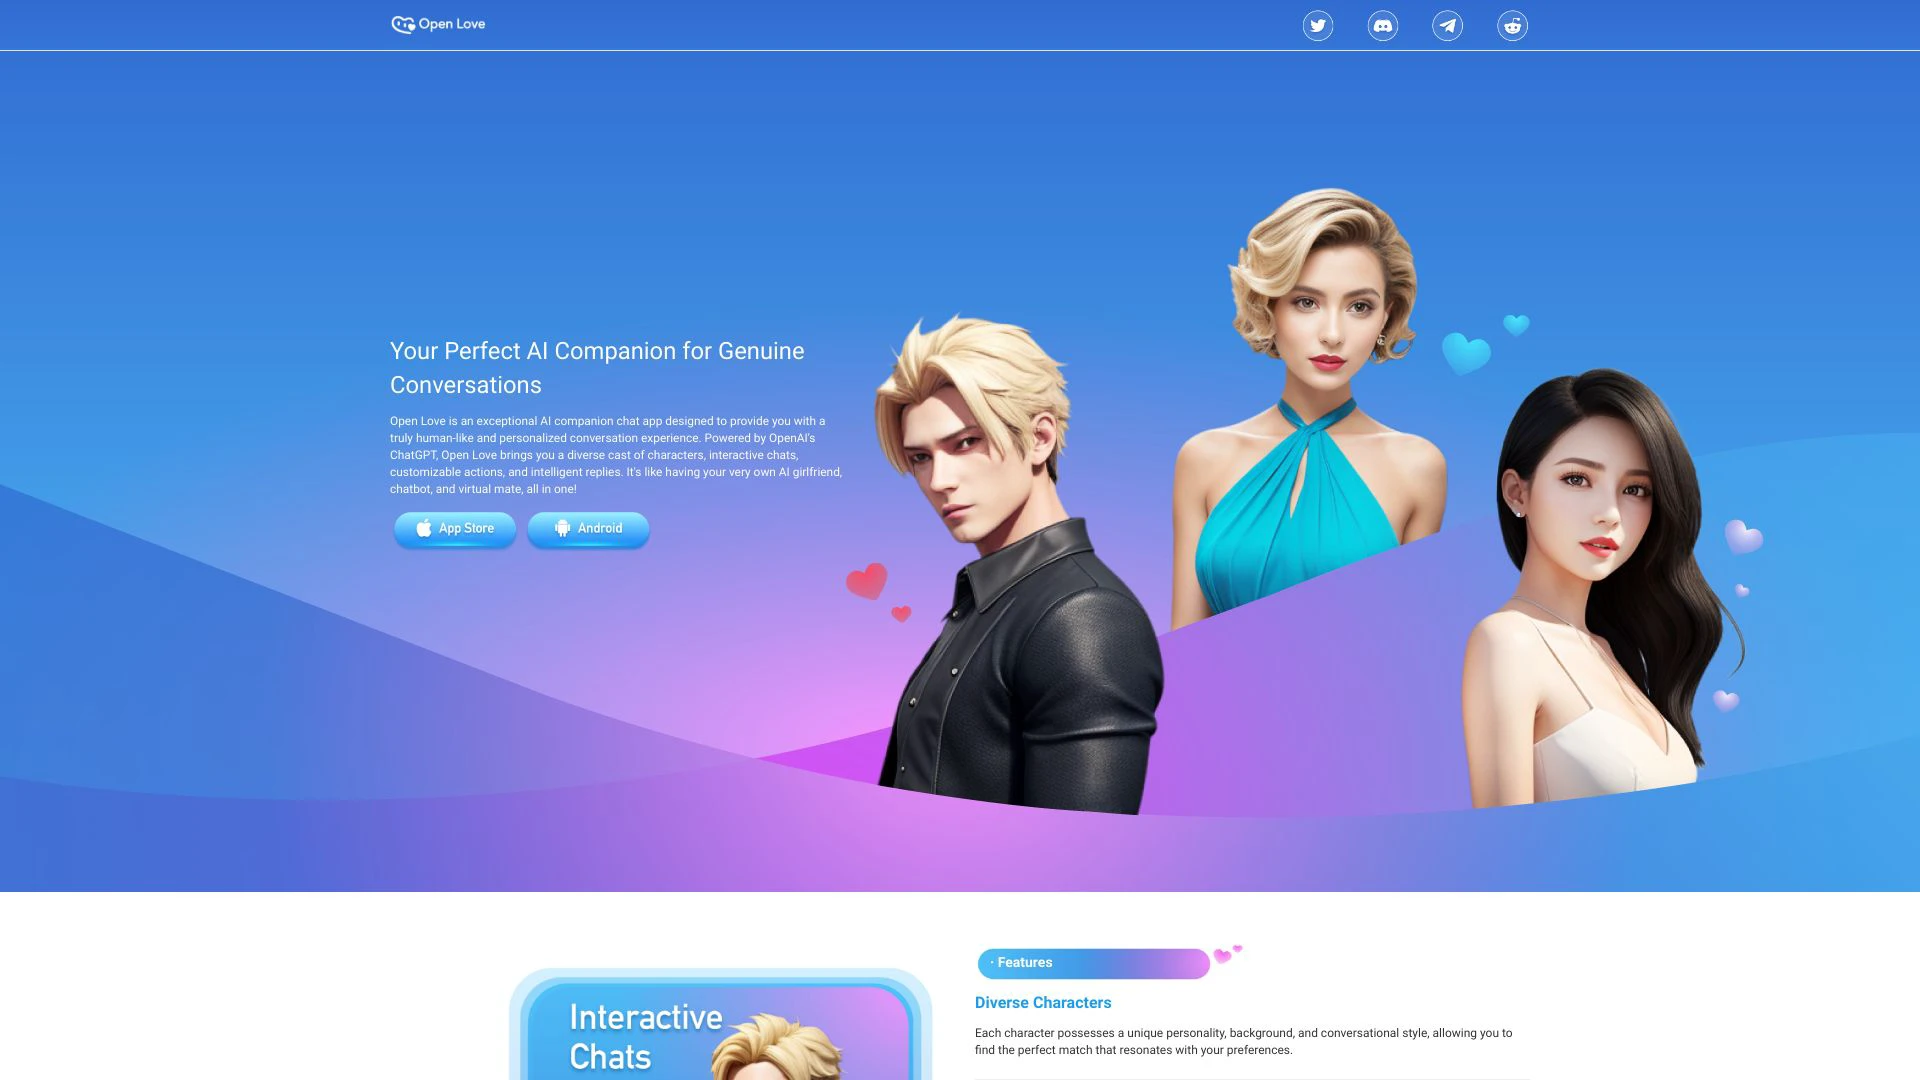 Open Love
Your Perfect AI Companion for Genuine
Conversations
Open Love is an exceptional AI companion chat app designed to provide you with a
truly human-like and personalized conversation experience. Powered by OpenAI's
ChatGPT, Open Love brings you a diverse cast of characters, interactive chats,
customizable actions, and intelligent replies. It's like having your very own AI girlfriend,
chatbot, and virtual mate, all in one!
App Store
Android
Interactive
Chats
· Features
Diverse Characters
Each character possesses a unique personality, background, and conversational style, allowing you to
find the perfect match that resonates with your preferences.